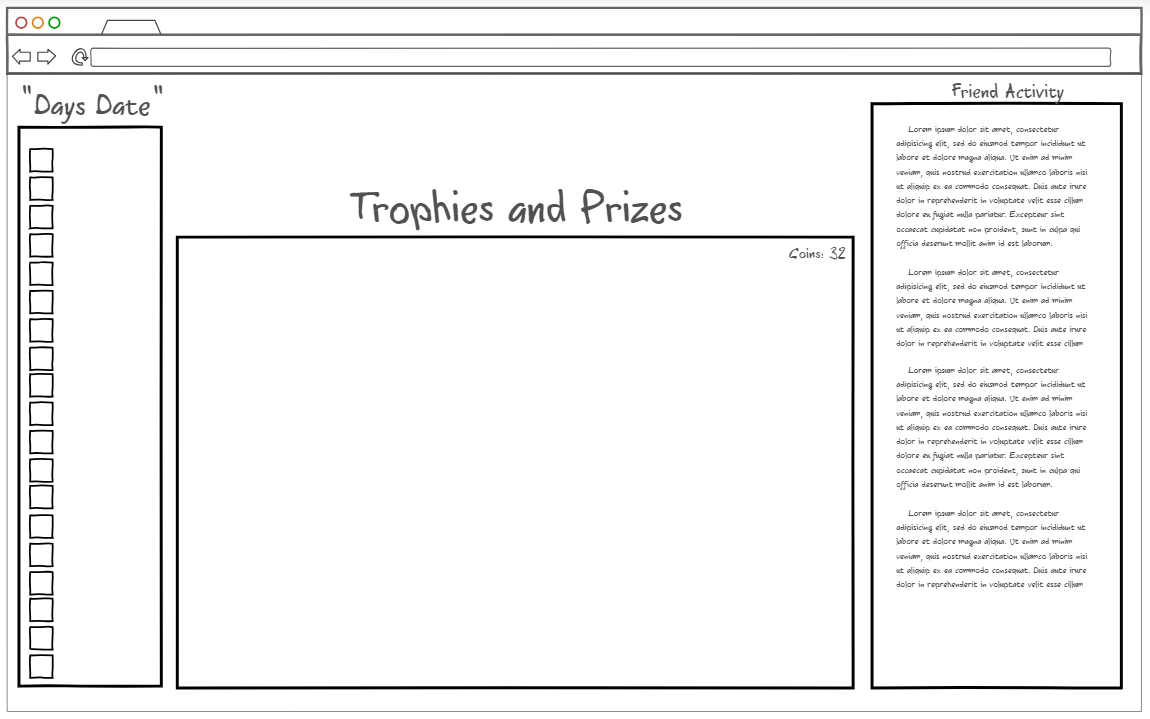 "Days Date"
Trophies and Prizes
Coins: 32
Friend Activity
Lorem ipsum dolor sit amet, consectetur
adipisicing elit, sed do eiusmod tempor incididunt ut
labore et dolore magna aliqua. Ut enim ad minim
veniam, quis nostrud exercitation ullamco laboris nisi
ut aliquip ex ea commodo consequat. Duis aute irure
dolor in reprehenderit in voluptate velit esse cillum
dolore eu fugiat nulla pariatur. Excepteur sint
occaecat cupidatat non proident, sunt in culpa qui
officia deserunt mollit anim id est laborum.
Lorem ipsum dolor sit amet, consectetur
adipisicing elit, sed do eiusmod tempor incididunt ut
labore et dolore magna aliqua. Ut enim ad minim
veniam, quis nostrud exercitation ullamco laboris nisi
ut aliquip ex ea commodo consequat. Duis aute irure
dolor in reprehenderit in voluptate velit esse cillum
Lorem ipsum dolor sit amet, consectetur
adipisicing elit, sed do eiusmod tempor incididunt ut
labore et dolore magna aliqua. Ut enim ad minim
veniam, quis nostrud exercitation ullamco laboris nisi
ut aliquip ex ea commodo consequat. Duis aute irure
dolor in reprehenderit in voluptate velit esse cillum
dolore eu fugiat nulla pariatur. Excepteur sint
occaecat cupidatat non proident, sunt in culpa qui
officia deserunt mollit anim id est laborum.
Lorem ipsum dolor sit amet, consectetur
adipisicing elit, sed do eiusmod tempor incididunt ut
labore et dolore magna aliqua. Ut enim ad minim
veniam, quis nostrud exercitation ullamco laboris nisi
ut aliquip ex ea commodo consequat. Duis aute irure
dolor in reprehenderit in voluptate velit esse cillum